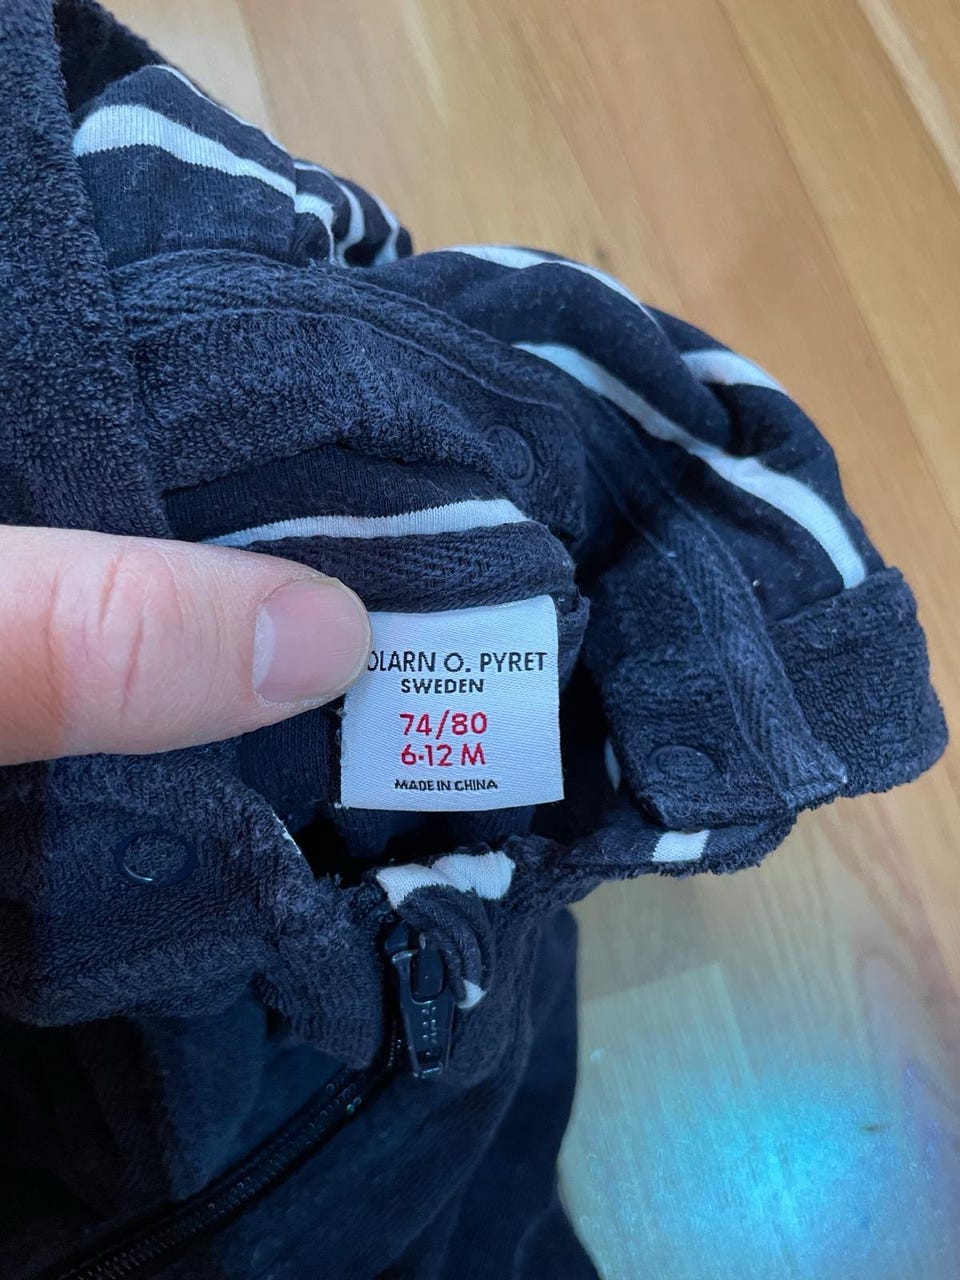 OLARN O. PYRET
SWEDEN
74/80
6-12 M
MADE IN CHINA